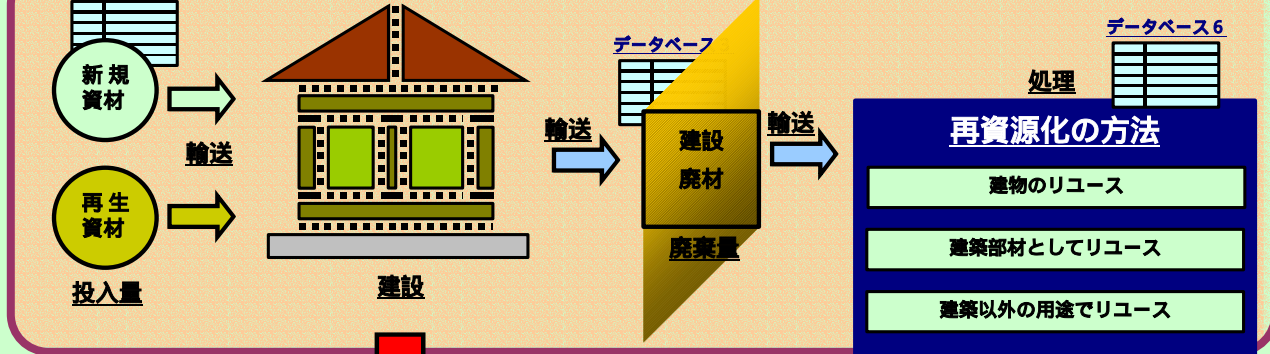 新規
資材
輸送
再生
資材
投入量
建設
輸送
データベース
建設
廃材
廃棄量
輸送
データベース6
処理
再資源化の方法
建物のリユース
建築部材としてリユース
建築以外の用途でリユース